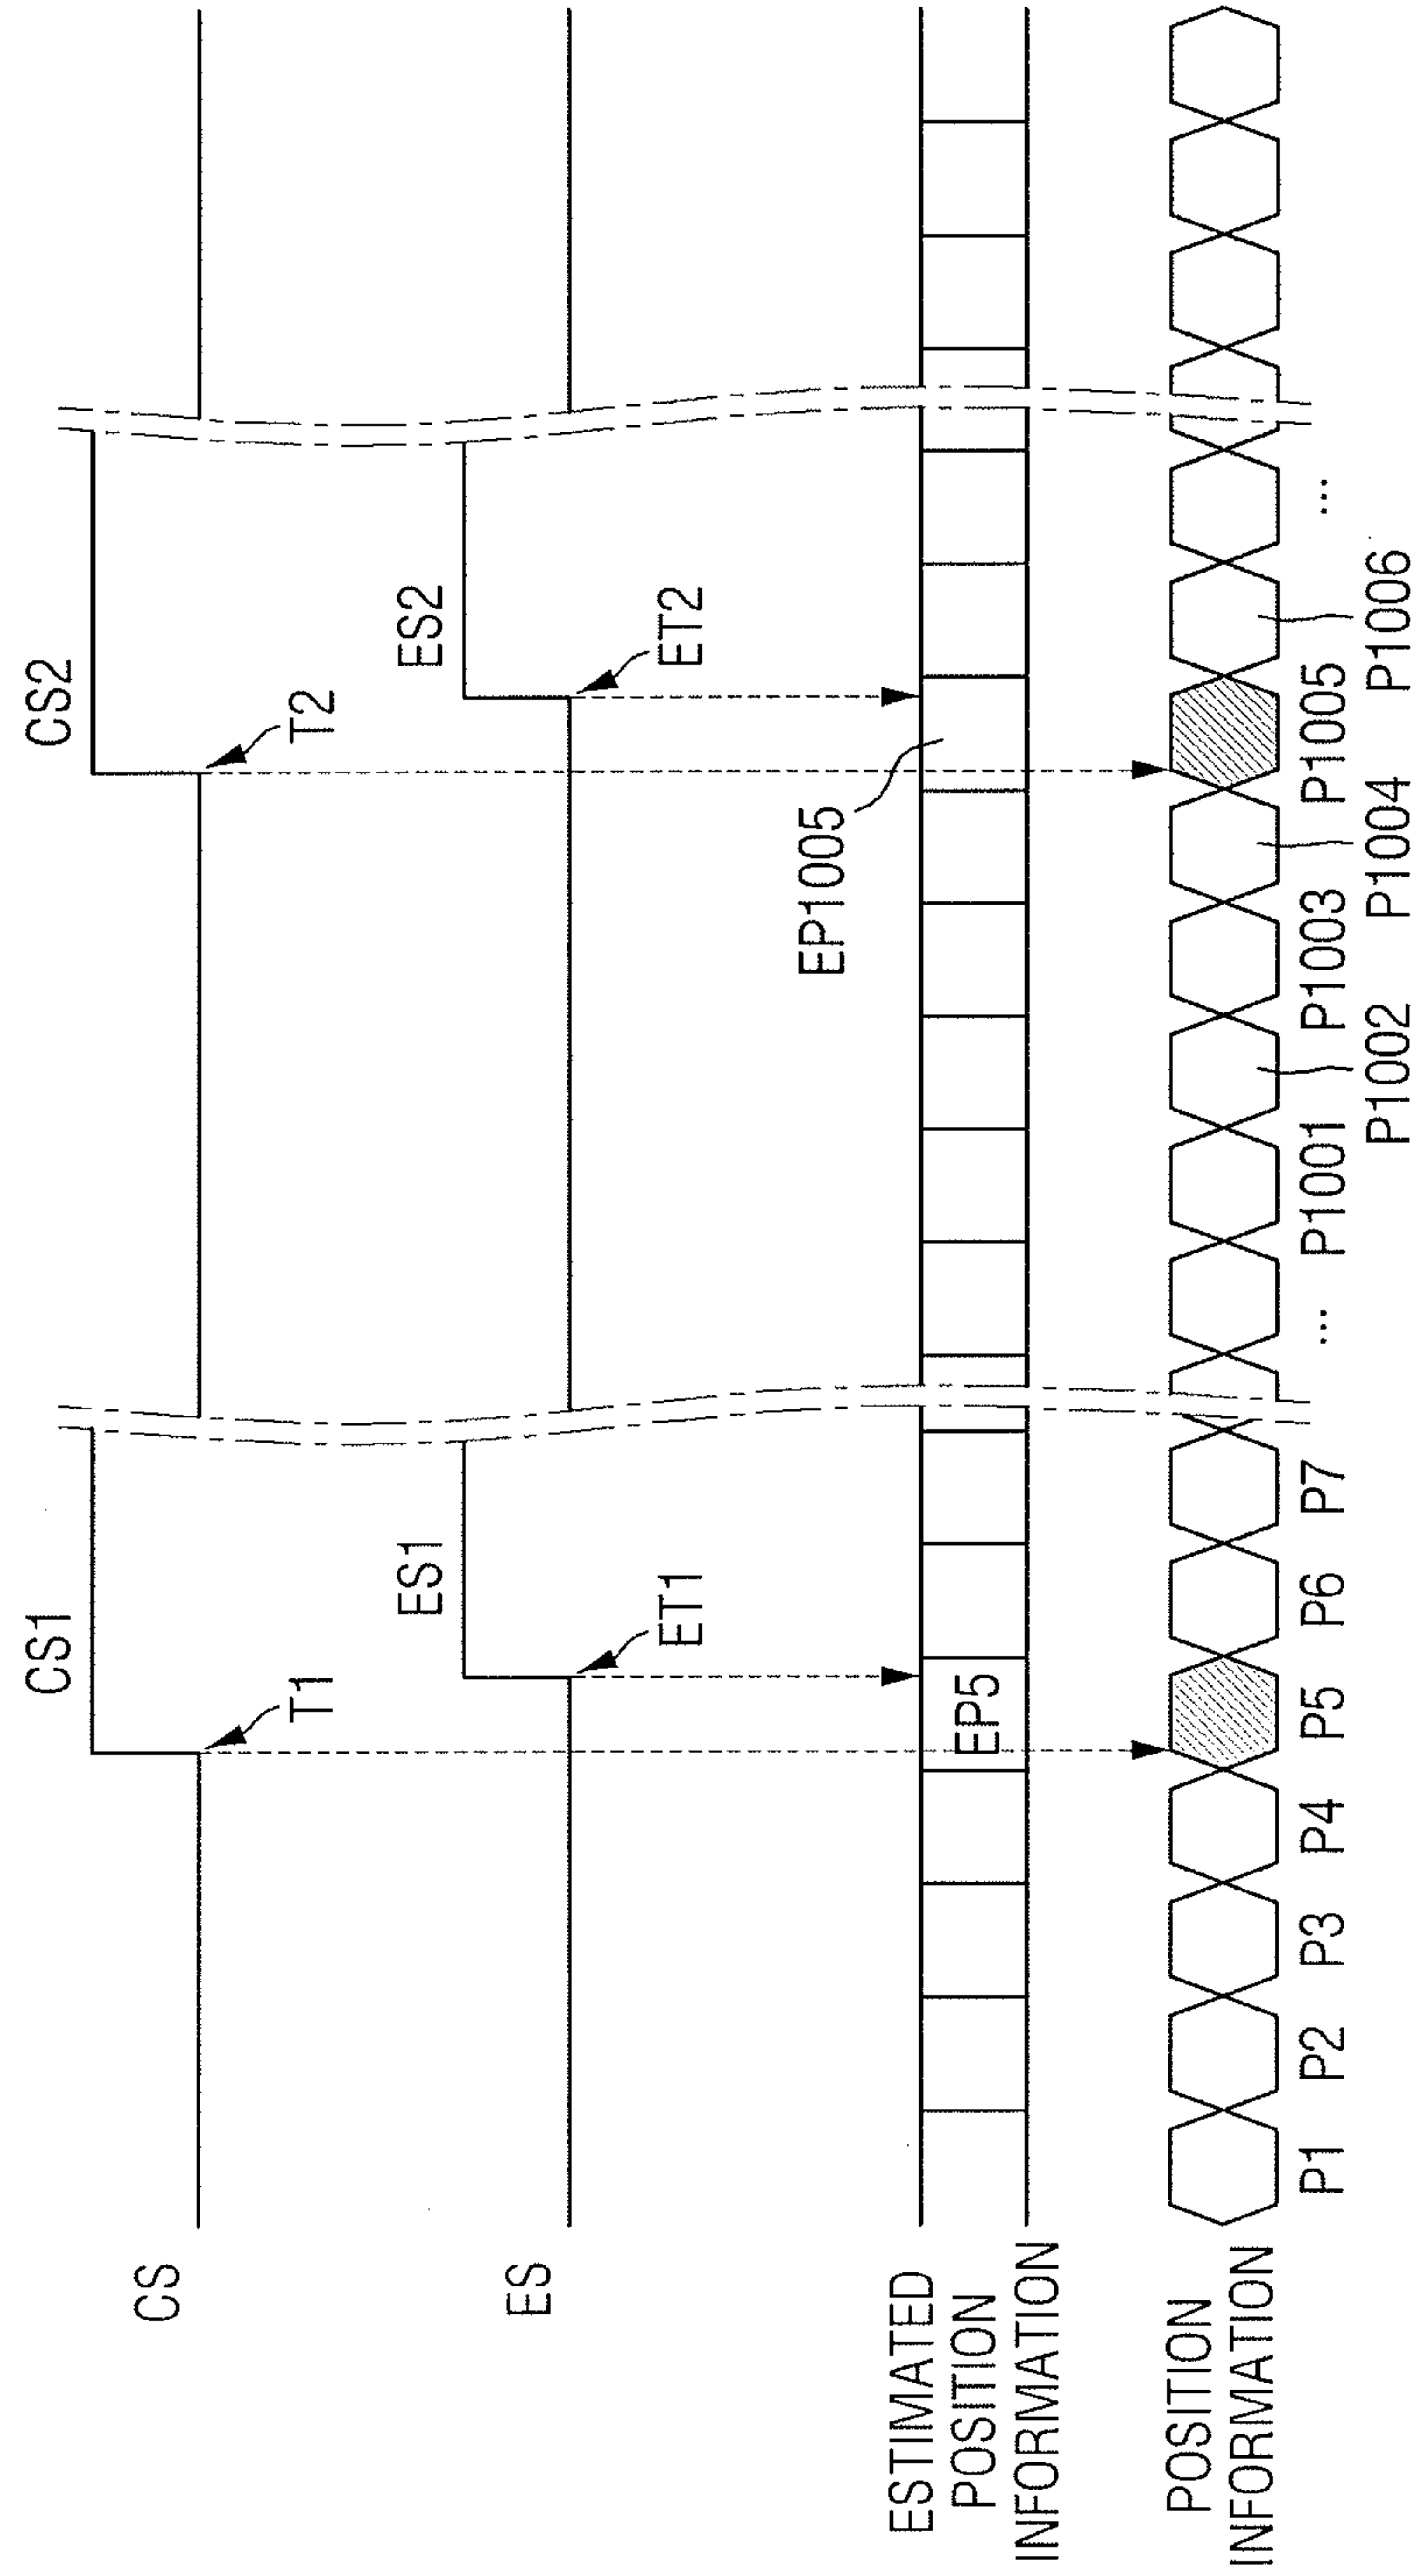 CS
CS1
T1
CS2
T2
ES
ES1
ET1
ES2
ET2
ESTIMATED
POSITION
INFORMATION
EP5
EP1005
POSITION
INFORMATION
P1
P2
P3
P4
P5
P6
P7
...
P1001
P1002
P1003
P1004
P1005
P1006
...